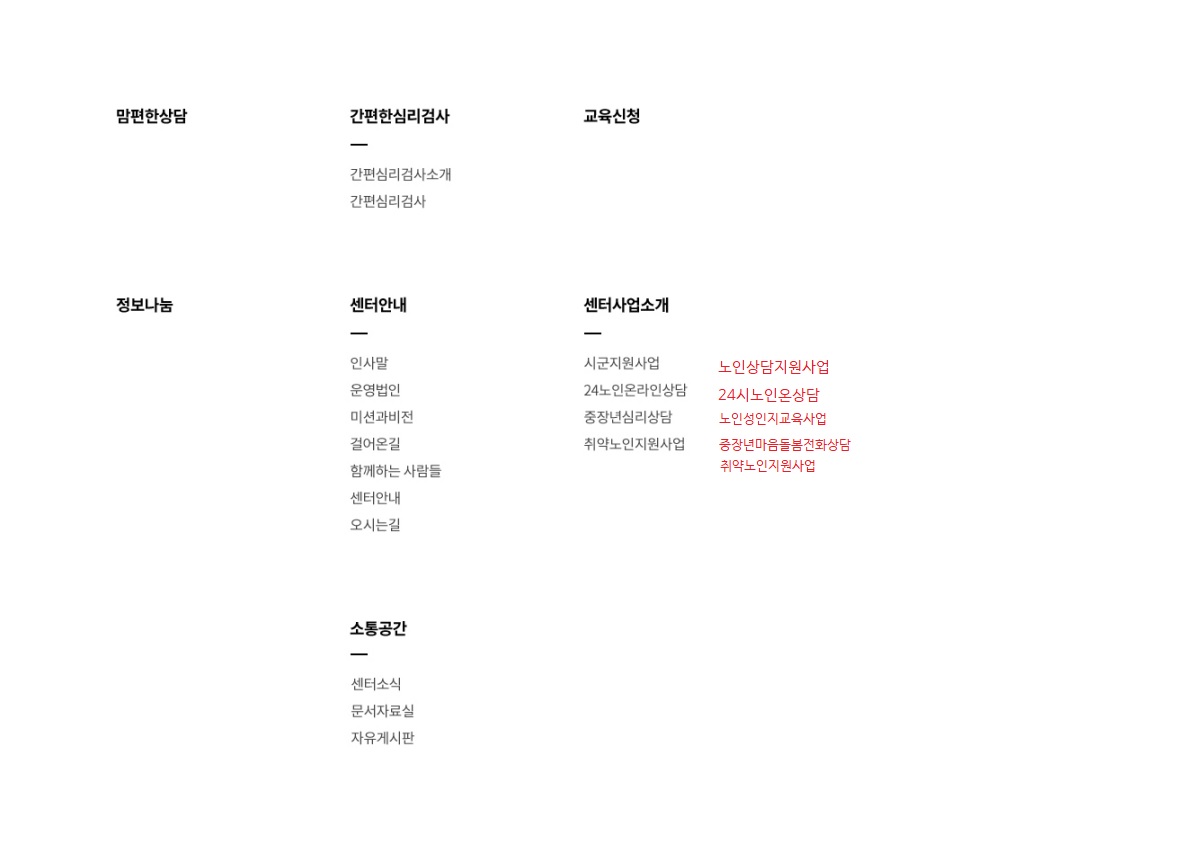 맘편한상담
간편한심리검사
간편심리검사소개
간편심리검사
교육신청
정보나눔
센터안내
인사말
운영법인
미션과비전
걸어온길
함께하는 사람들
센터안내
오시는길
센터사업소개
시군지원사업
24노인온라인상담
중장년심리상담
취약노인지원사업
노인상담지원사업
24시노인온상담
노인성인지교육사업
중장년마음돌봄전화상담
취약노인지원사업
소통공간
센터소식
문서자료실
자유게시판